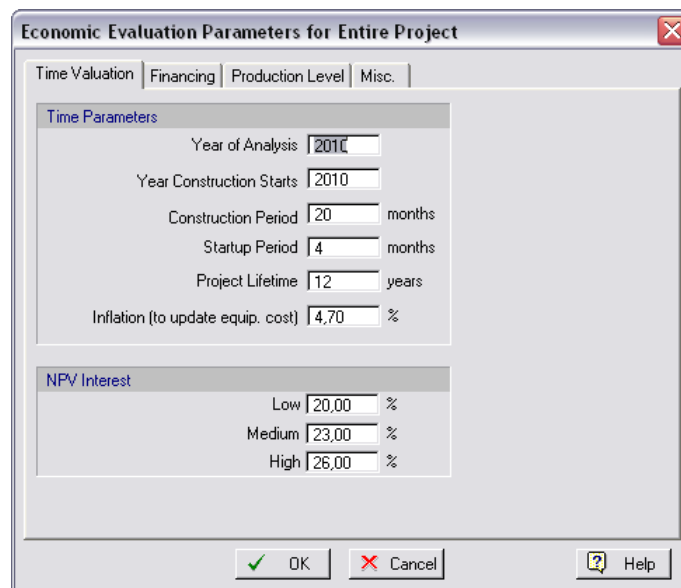 Economic Evaluation Parameters for Entire Project
Time Valuation Financing Production Level Misc.
Time Parameters
Year of Analysis 2010
Year Construction Starts 2010
Construction Period 20 months
Startup Period 4 months
Project Lifetime 12 years
Inflation (to update equip. cost) 4,70 %
NPV Interest
Low 20,00 %
Medium 23,00 %
High 26,00 %
OK Cancel Help